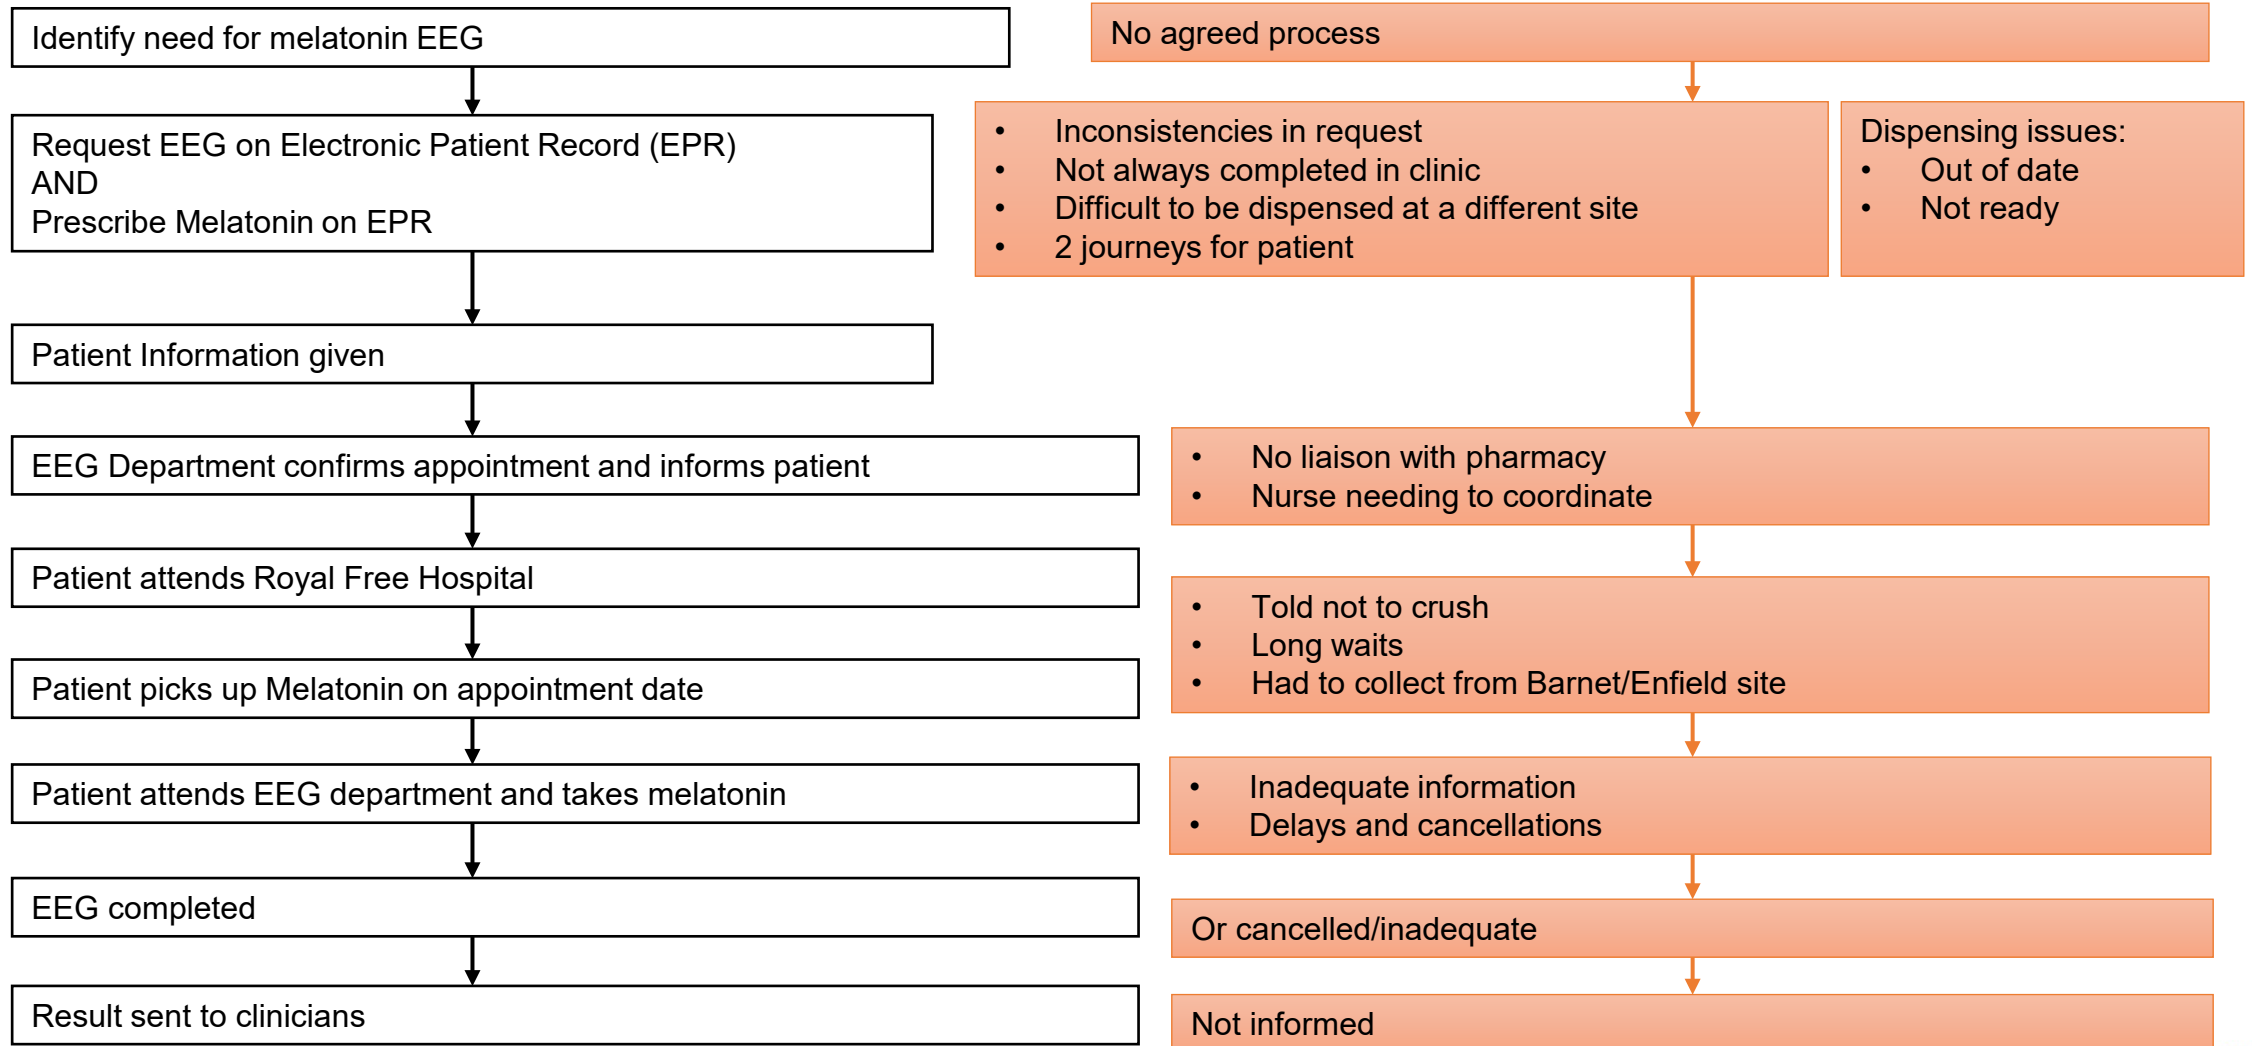 Identify need for melatonin EEG
Request EEG on Electronic Patient Record (EPR)
AND
Prescribe Melatonin on EPR
Patient Information given
EEG Department confirms appointment and informs patient
Patient attends Royal Free Hospital
Patient picks up Melatonin on appointment date
Patient attends EEG department and takes melatonin
EEG completed
Result sent to clinicians
No agreed process
• Inconsistencies in request
• Not always completed in clinic
• Difficult to be dispensed at a different site
• 2 journeys for patient
Dispensing issues:
• Out of date
• Not ready
• No liaison with pharmacy
• Nurse needing to coordinate
• Told not to crush
• Long waits
• Had to collect from Barnet/Enfield site
• Inadequate information
• Delays and cancellations
Or cancelled/inadequate
Not informed